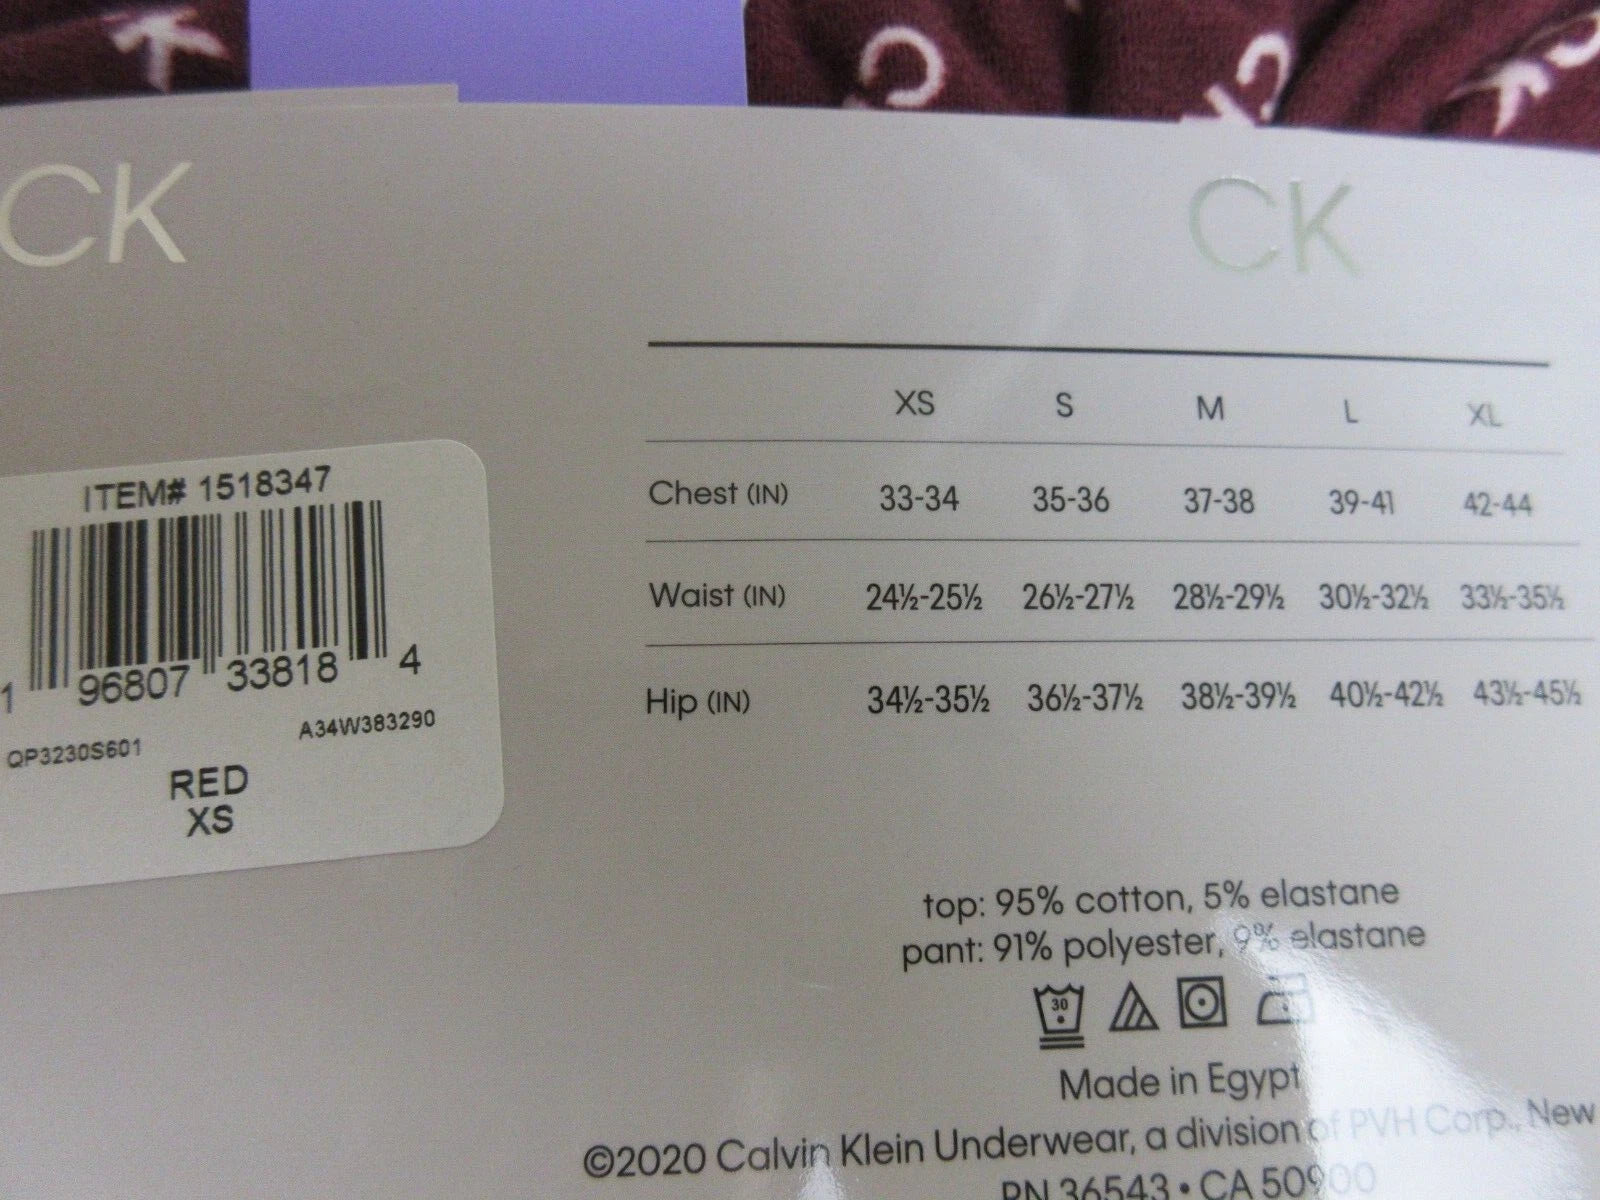 CK
CK
ITEM# 1518347
1 96807 33818 4
QP3230S601 A34W383290
RED
XS
XS S M L XL
Chest (IN) 33-34 35-36 37-38 39-41 42-44
Waist (IN) 24½-25½ 26½-27½ 28½-29½ 30½-32½ 33½-35½
Hip (IN) 34½-35½ 36½-37½ 38½-39½ 40½-42½ 43½-45½
top: 95% cotton, 5% elastane
pant: 91% polyester, 9% elastane
30
Made in Egypt
©2020 Calvin Klein Underwear, a division of PVH Corp., New
RN 36543 • CA 50900